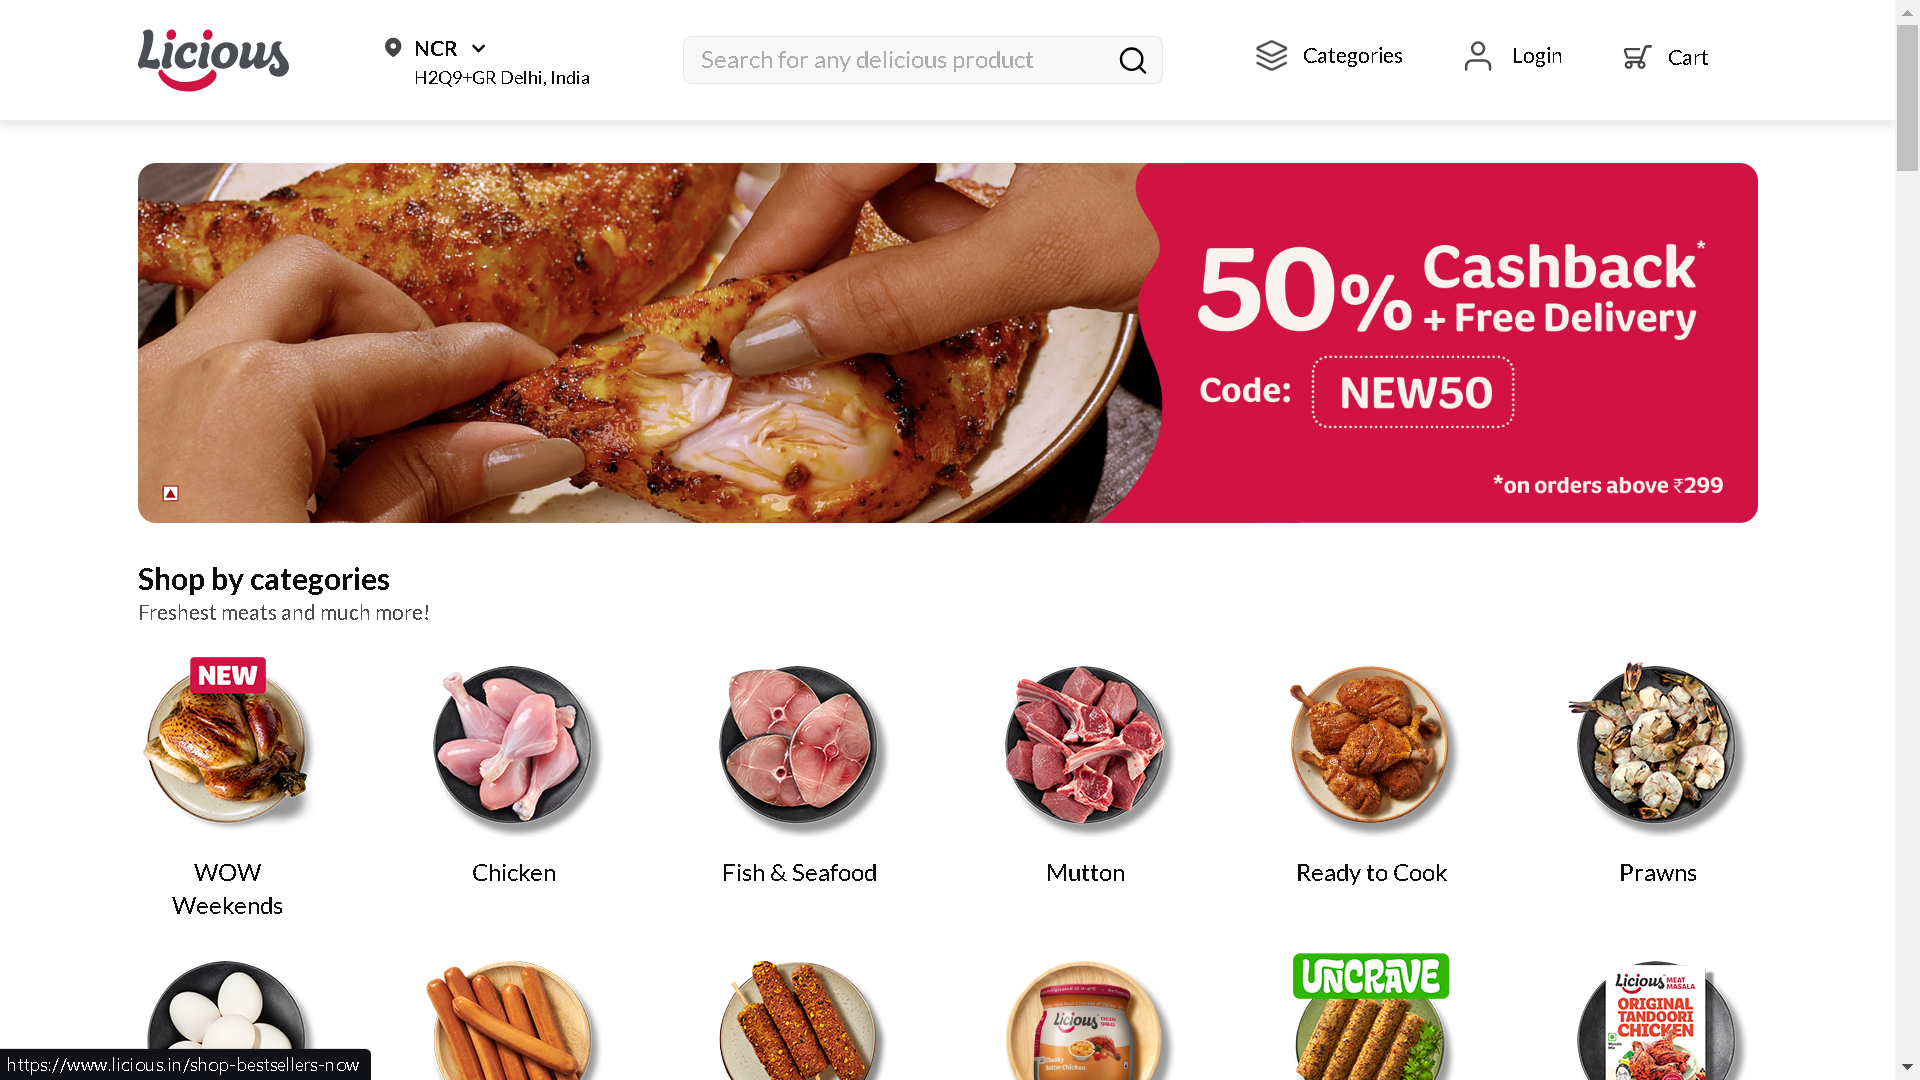 Licious
NCR
H2Q9+GR Delhi, India
Search for any delicious product
Categories
Login
Cart
50% Cashback*
+ Free Delivery
Code: NEW50
*on orders above ₹299
Shop by categories
Freshest meats and much more!
NEW
WOW
Weekends
Chicken
Fish & Seafood
Mutton
Ready to Cook
Prawns
Licious
UNCRAVE
Licious MEAT
MASALA
ORIGINAL
TANDOORI
CHICKEN
https://www.licious.in/shop-bestsellers-now